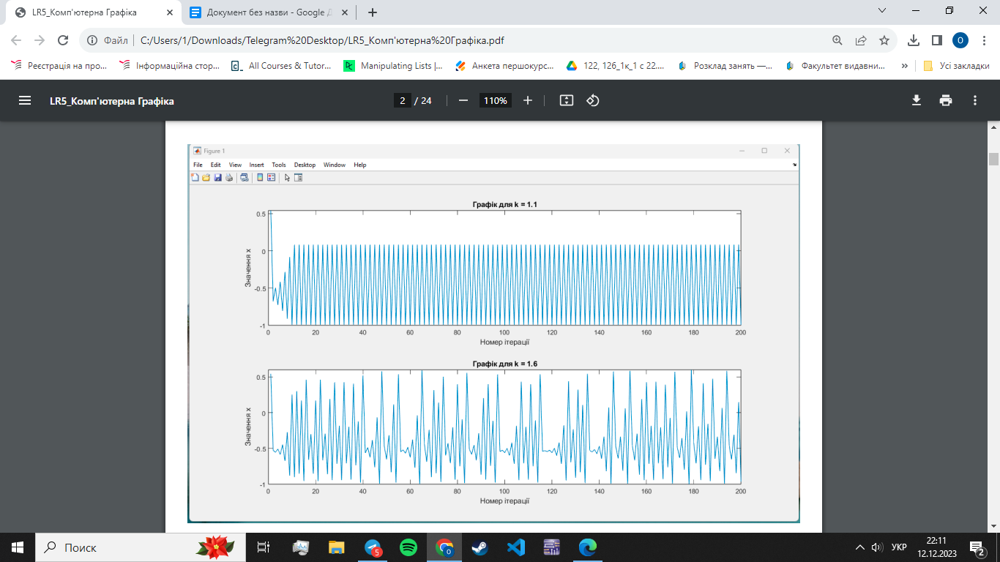 LR5_Комп'ютерна Графіка
Документ без назви - Google Д
Файл
C:/Users/1/Downloads/Telegram%20Desktop/LR5_Комп'ютерна%20Графіка.pdf
О
Реєстрація на про...
Інформаційна стор...
All Courses & Tutor...
Manipulating Lists |...
Анкета першокурс...
122, 126_1к_1 с 22....
Розклад занять —...
Факультет видавни...
»
Усі закладки
LR5_Комп'ютерна Графіка
2 / 24
110%
Figure 1
File Edit View Insert Tools Desktop Window Help
Графік для k = 1.1
0.5
0
-0.5
-1
Значення x
0 20 40 60 80 100 120 140 160 180 200
Номер ітерації
Графік для k = 1.6
0.5
0
-0.5
-1
Значення x
0 20 40 60 80 100 120 140 160 180 200
Номер ітерації
Поиск
5
УКР
22:11
12.12.2023
2